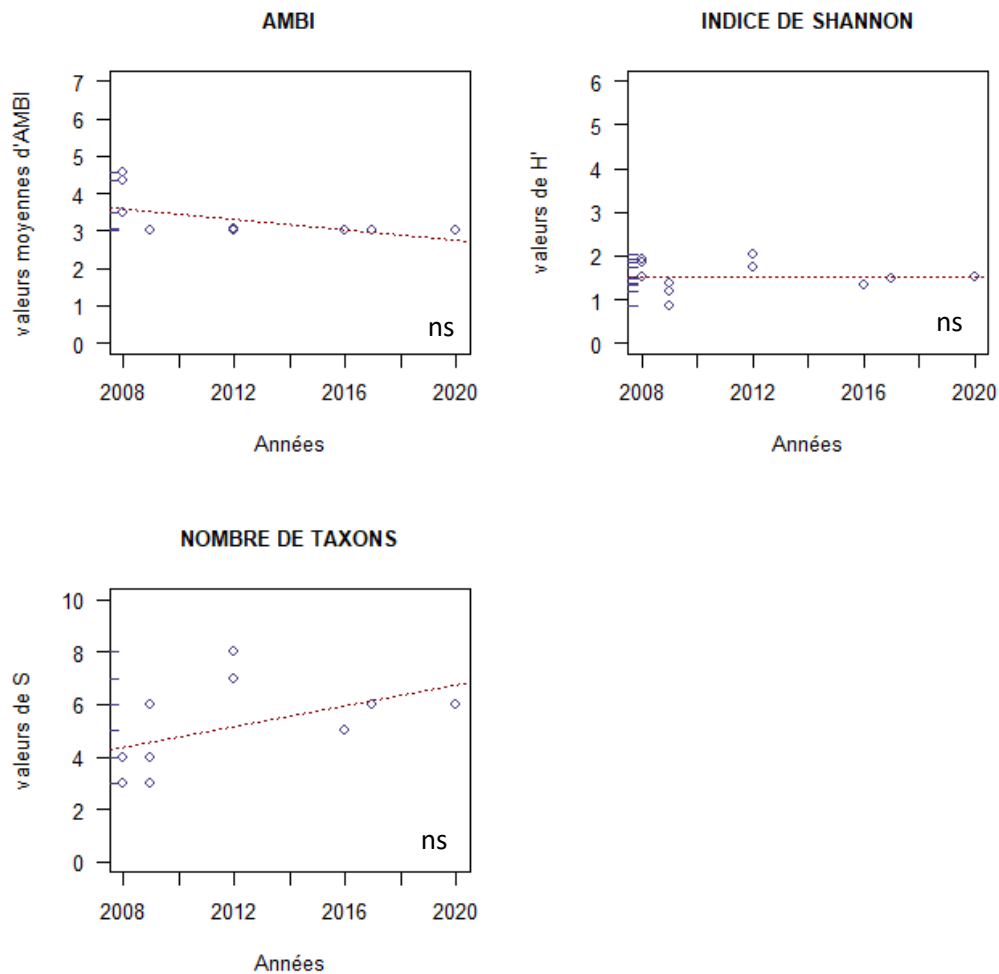 AMBI
valeurs moyennes d'AMBI
7
6
5
4
3
2
1
0
ns
2008 2012 2016 2020
Années
INDICE DE SHANNON
valeurs de H'
6
5
4
3
2
1
0
ns
2008 2012 2016 2020
Années
NOMBRE DE TAXONS
valeurs de S
10
8
6
4
2
0
ns
2008 2012 2016 2020
Années